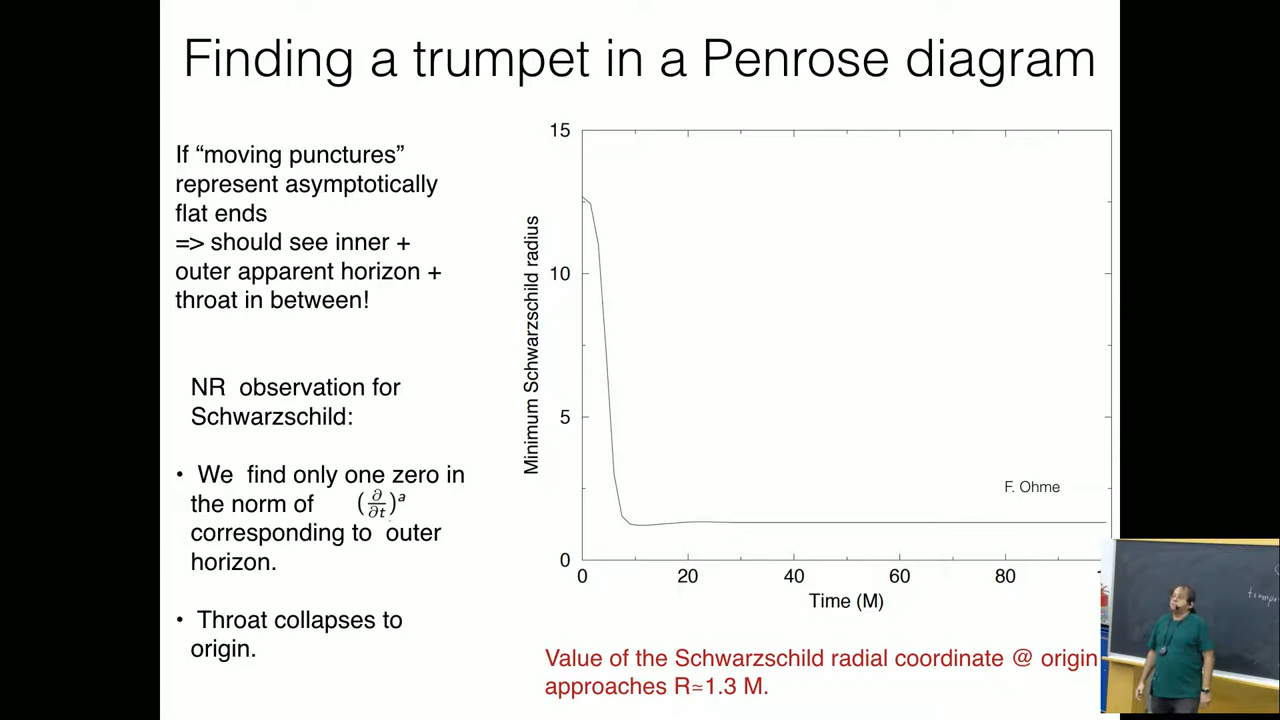 Finding a trumpet in a Penrose diagram
If “moving punctures”
represent asymptotically
flat ends
=> should see inner +
outer apparent horizon +
throat in between!
NR observation for
Schwarzschild:
• We find only one zero in
the norm of (∂/∂t)ᵃ
corresponding to outer
horizon.
• Throat collapses to
origin.
Minimum Schwarzschild radius
15
10
5
0
F. Ohme
0 20 40 60 80
Time (M)
Value of the Schwarzschild radial coordinate @ origin
approaches R≃1.3 M.